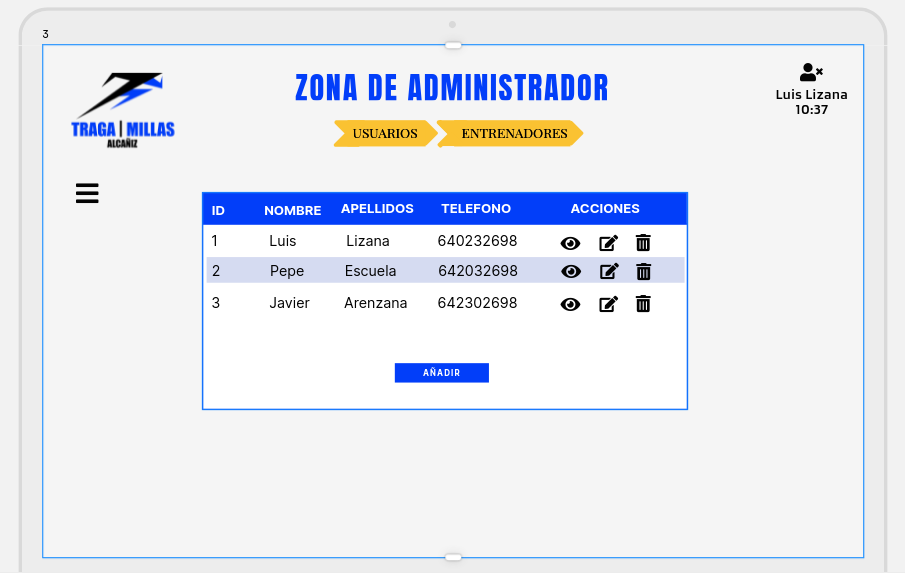 3
TRAGA | MILLAS
ALCAÑIZ
ZONA DE ADMINISTRADOR
USUARIOS ENTRENADORES
Luis Lizana
10:37
ID NOMBRE APELLIDOS TELEFONO ACCIONES
1 Luis Lizana 640232698
2 Pepe Escuela 642032698
3 Javier Arenzana 642302698
AÑADIR